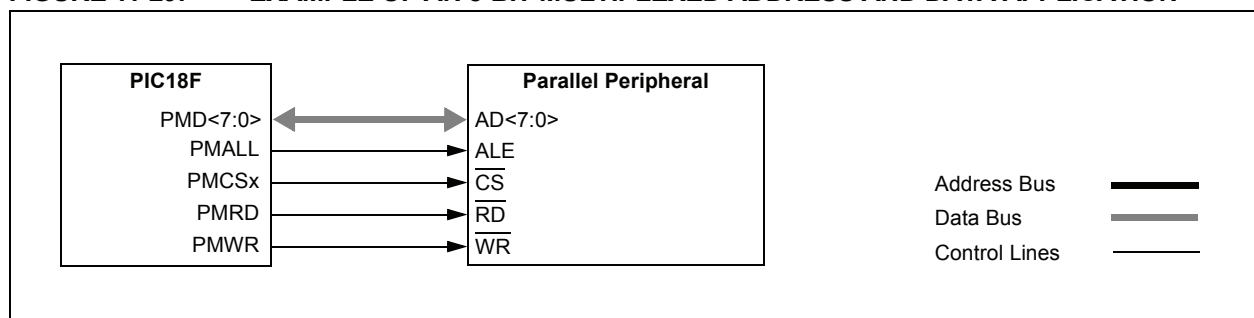 PIC18F
Parallel Peripheral
PMD<7:0>
AD<7:0>
PMALL
ALE
PMCSx
CS
PMRD
RD
PMWR
WR
Address Bus
Data Bus
Control Lines